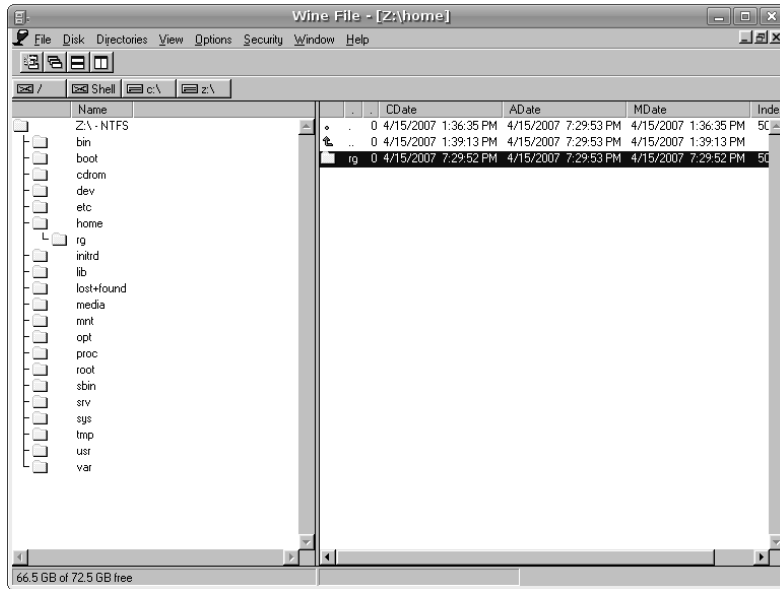 Wine File - [Z:\home]
File Disk Directories View Options Security Window Help
/ Shell c:\ z:\
Name . . CDate ADate MDate Inde
Z:\ - NTFS
bin
boot
cdrom
dev
etc
home
rg
initrd
lib
lost+found
media
mnt
opt
proc
root
sbin
srv
sys
tmp
usr
var
. 0 4/15/2007 1:36:35 PM 4/15/2007 7:29:53 PM 4/15/2007 1:36:35 PM 50
.. 0 4/15/2007 1:39:13 PM 4/15/2007 7:29:53 PM 4/15/2007 1:39:13 PM
rg 0 4/15/2007 7:29:52 PM 4/15/2007 7:29:53 PM 4/15/2007 7:29:52 PM 50
66.5 GB of 72.5 GB free